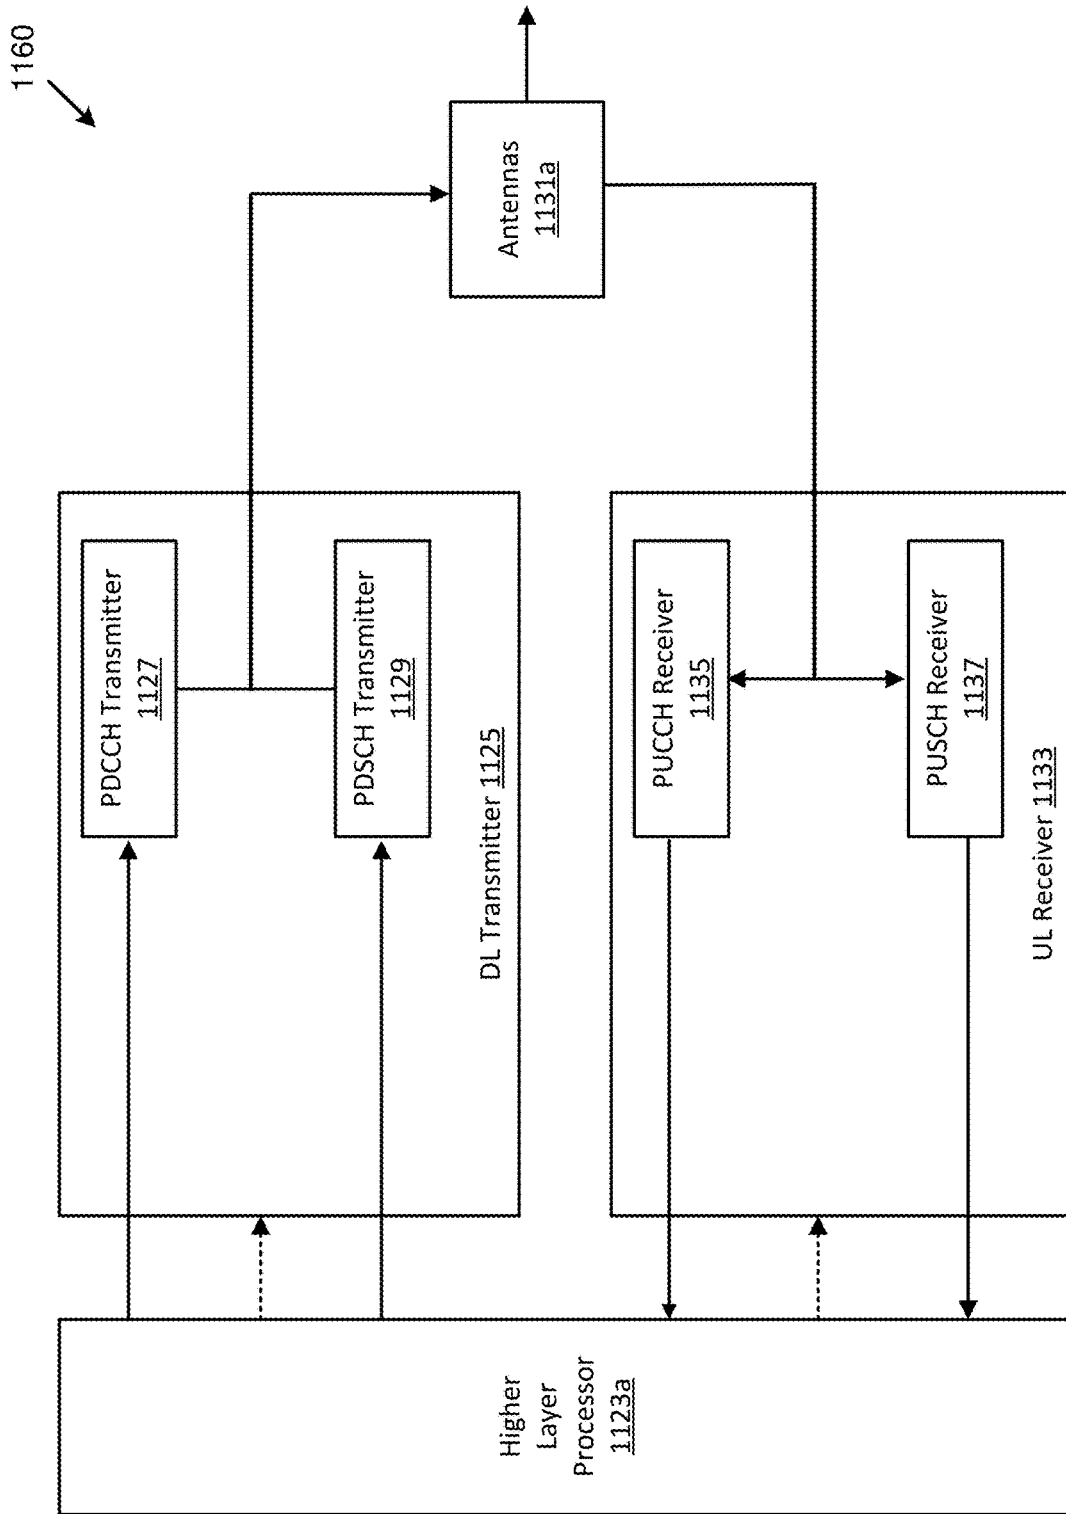 1160
Higher
Layer
Processor
1123a
PDCCH Transmitter
1127
PDSCH Transmitter
1129
DL Transmitter 1125
Antennas
1131a
PUCCH Receiver
1135
PUSCH Receiver
1137
UL Receiver 1133